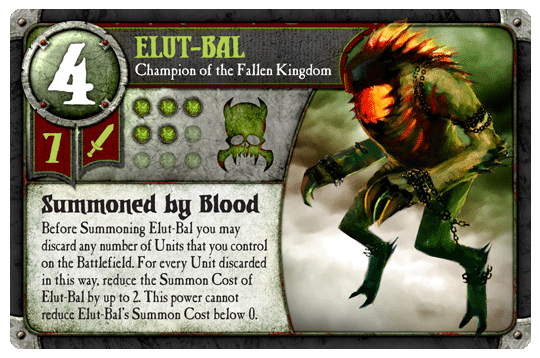 4
ELUT-BAL
Champion of the Fallen Kingdom
7
Summoned by Blood
Before Summoning Elut-Bal you may
discard any number of Units that you control
on the Battlefield. For every Unit discarded
in this way, reduce the Summon Cost of
Elut-Bal by up to 2. This power cannot
reduce Elut-Bal's Summon Cost below 0.